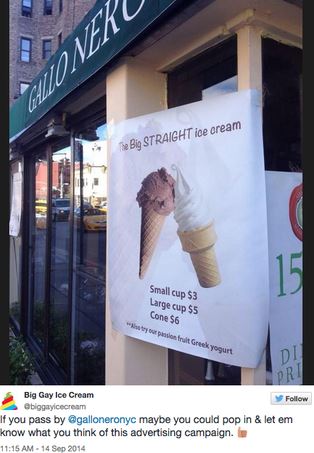 GALLO NERO
The Big STRAIGHT ice cream
Small cup $3
Large cup $5
Cone $6
**Also try our passion fruit Greek yogurt
15
Big Gay Ice Cream
@biggayicecream
Follow
If you pass by @galloneronyc maybe you could pop in & let em
know what you think of this advertising campaign.
11:15 AM - 14 Sep 2014